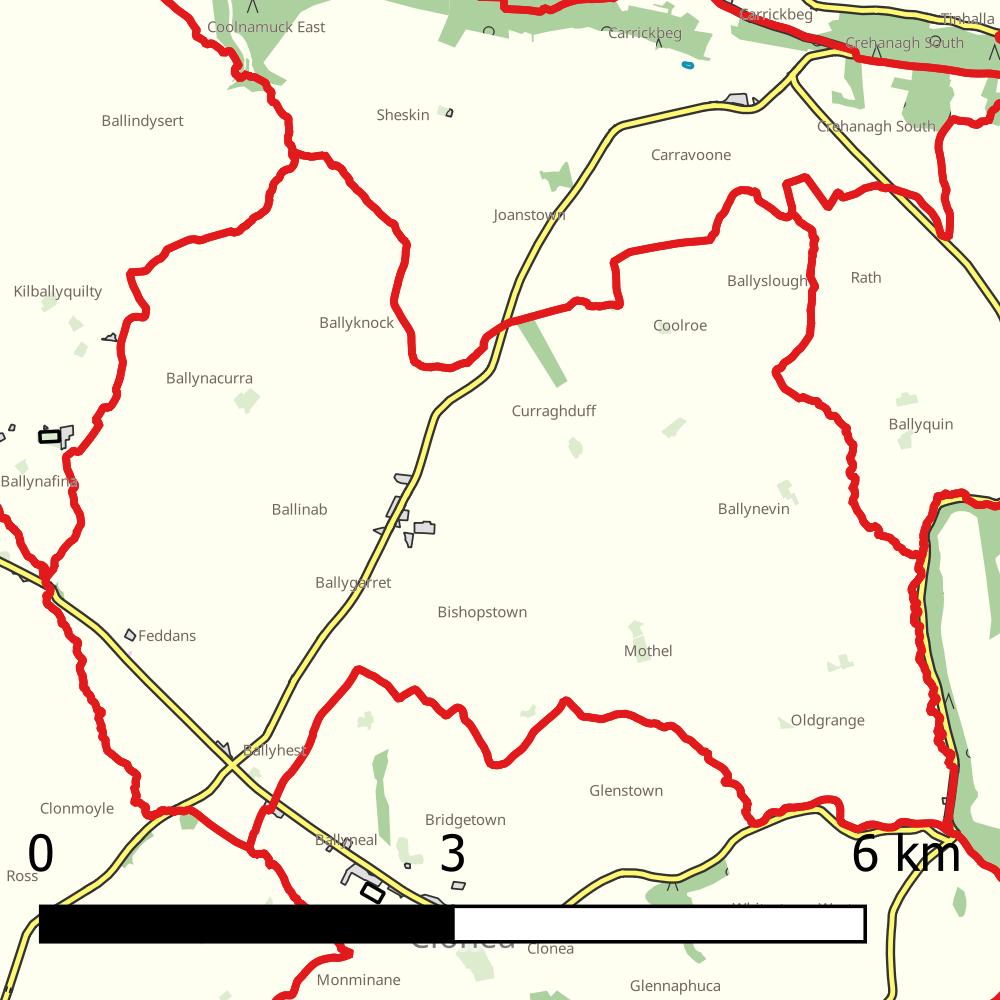 Coolnamuck East
Carrickbeg
Tinhalla
Carrickbeg
Crehanagh South
Ballindysert
Sheskin
Crehanagh South
Carravoone
Joanstown
Kilballyquilty
Ballyslough
Rath
Ballyknock
Coolroe
Ballynacurra
Curraghduff
Ballyquin
Ballynafina
Ballinab
Ballynevin
Ballygarret
Bishopstown
Feddans
Mothel
Oldgrange
Ballyhest
Glenstown
Clonmoyle
Bridgetown
Ballyneal
0 3 6 km
Ross
Clonea
Clonea
Monminane
Glennaphuca